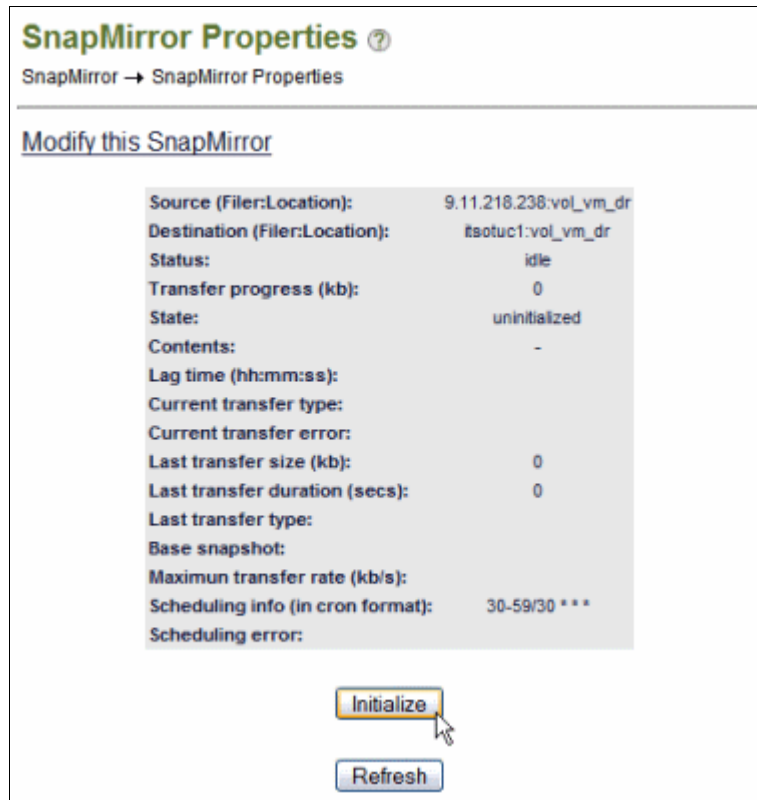 SnapMirror Properties ?
SnapMirror → SnapMirror Properties
Modify this SnapMirror
Source (Filer:Location): 9.11.218.238:vol_vm_dr
Destination (Filer:Location): itsotuc1:vol_vm_dr
Status: idle
Transfer progress (kb): 0
State: uninitialized
Contents: -
Lag time (hh:mm:ss):
Current transfer type:
Current transfer error:
Last transfer size (kb): 0
Last transfer duration (secs): 0
Last transfer type:
Base snapshot:
Maximun transfer rate (kb/s):
Scheduling info (in cron format): 30-59/30 * * *
Scheduling error:
Initialize
Refresh